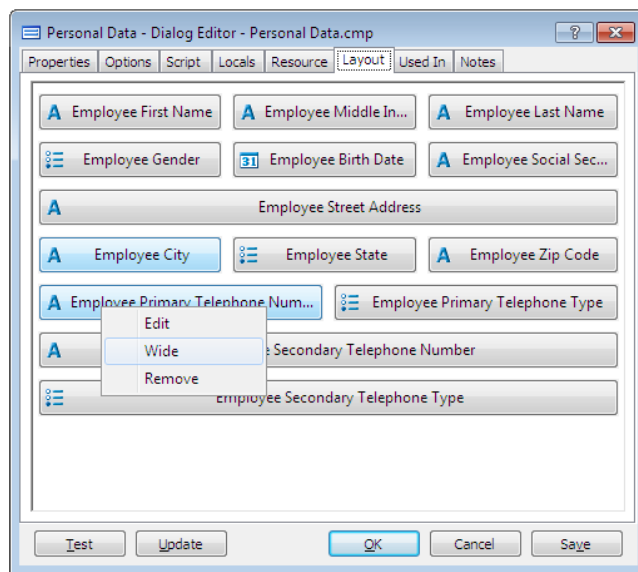 Personal Data - Dialog Editor - Personal Data.cmp
Properties Options Script Locals Resource Layout Used In Notes
A Employee First Name A Employee Middle In... A Employee Last Name
Employee Gender 31 Employee Birth Date A Employee Social Sec...
A Employee Street Address
A Employee City Employee State A Employee Zip Code
A Employee Primary Telephone Num... Employee Primary Telephone Type
Edit
A Wide Secondary Telephone Number
Remove
Employee Secondary Telephone Type
Test Update OK Cancel Save